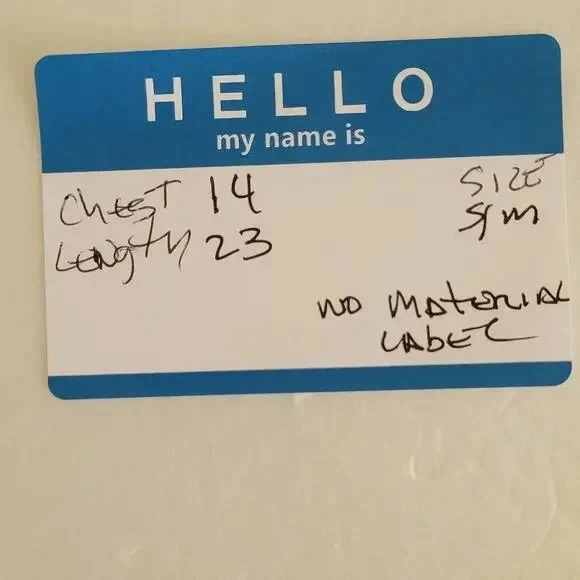 HELLO
my name is
CHEST 14
LENGTH 23
SIZE
S/M
NO MATERIAL
LABEL